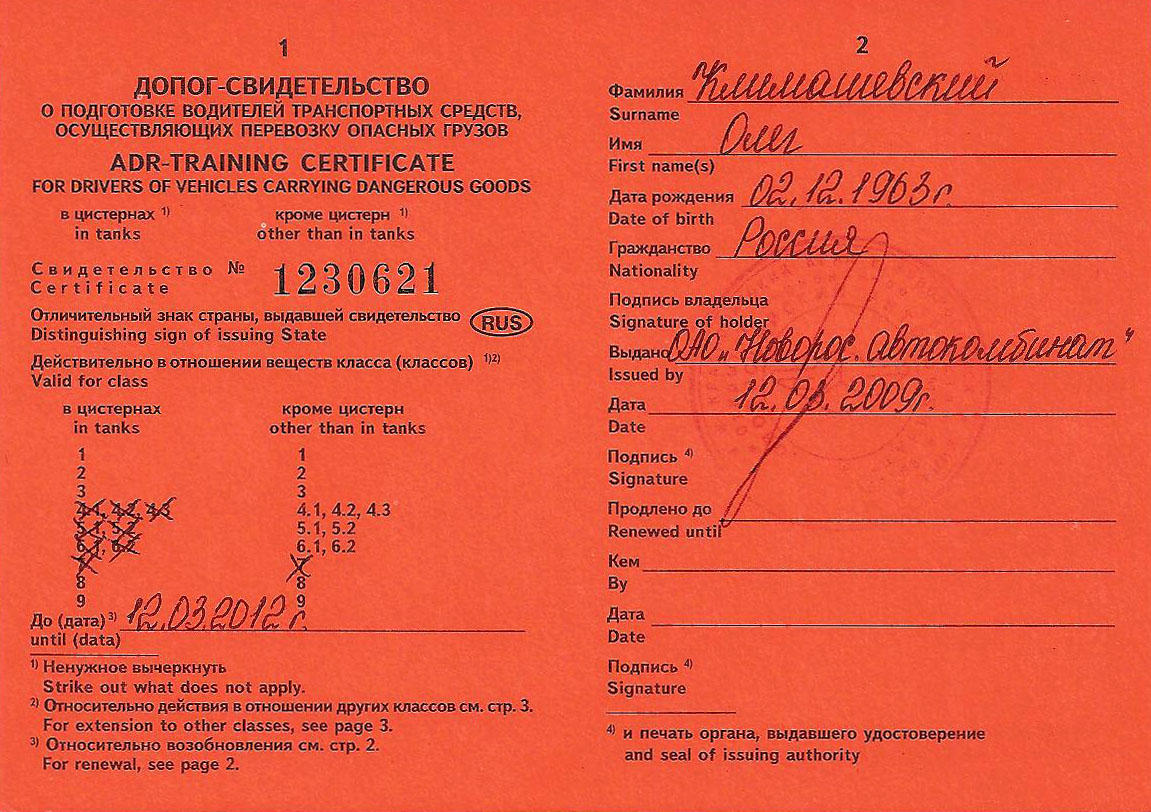 1
ДОПОГ-СВИДЕТЕЛЬСТВО
О ПОДГОТОВКЕ ВОДИТЕЛЕЙ ТРАНСПОРТНЫХ СРЕДСТВ,
ОСУЩЕСТВЛЯЮЩИХ ПЕРЕВОЗКУ ОПАСНЫХ ГРУЗОВ
ADR-TRAINING CERTIFICATE
FOR DRIVERS OF VEHICLES CARRYING DANGEROUS GOODS
в цистернах 1) кроме цистерн 1)
in tanks other than in tanks
Свидетельство № 1230621
Certificate
Отличительный знак страны, выдавшей свидетельство RUS
Distinguishing sign of issuing State
Действительно в отношении веществ класса (классов) 1)2)
Valid for class
в цистернах кроме цистерн
in tanks other than in tanks
1 1
2 2
3 3
4.1, 4.2, 4.3 4.1, 4.2, 4.3
5.1, 5.2 5.1, 5.2
6.1, 6.2 6.1, 6.2
7 7
8 8
9 9
До (дата) 3) 12.03.2012 г.
until (data)
1) Ненужное вычеркнуть
Strike out what does not apply.
2) Относительно действия в отношении других классов см. стр. 3.
For extension to other classes, see page 3.
3) Относительно возобновления см. стр. 2.
For renewal, see page 2.
2
Фамилия Климашевский
Surname
Имя Олег
First name(s)
Дата рождения 02.12.1963г.
Date of birth
Гражданство Россия
Nationality
Подпись владельца
Signature of holder
Выдано ОАО „Новорос. автокомбинат"
Issued by
Дата 12.03.2009г.
Date
Подпись 4)
Signature
Продлено до
Renewed until
Кем
By
Дата
Date
Подпись 4)
Signature
4) и печать органа, выдавшего удостоверение
and seal of issuing authority